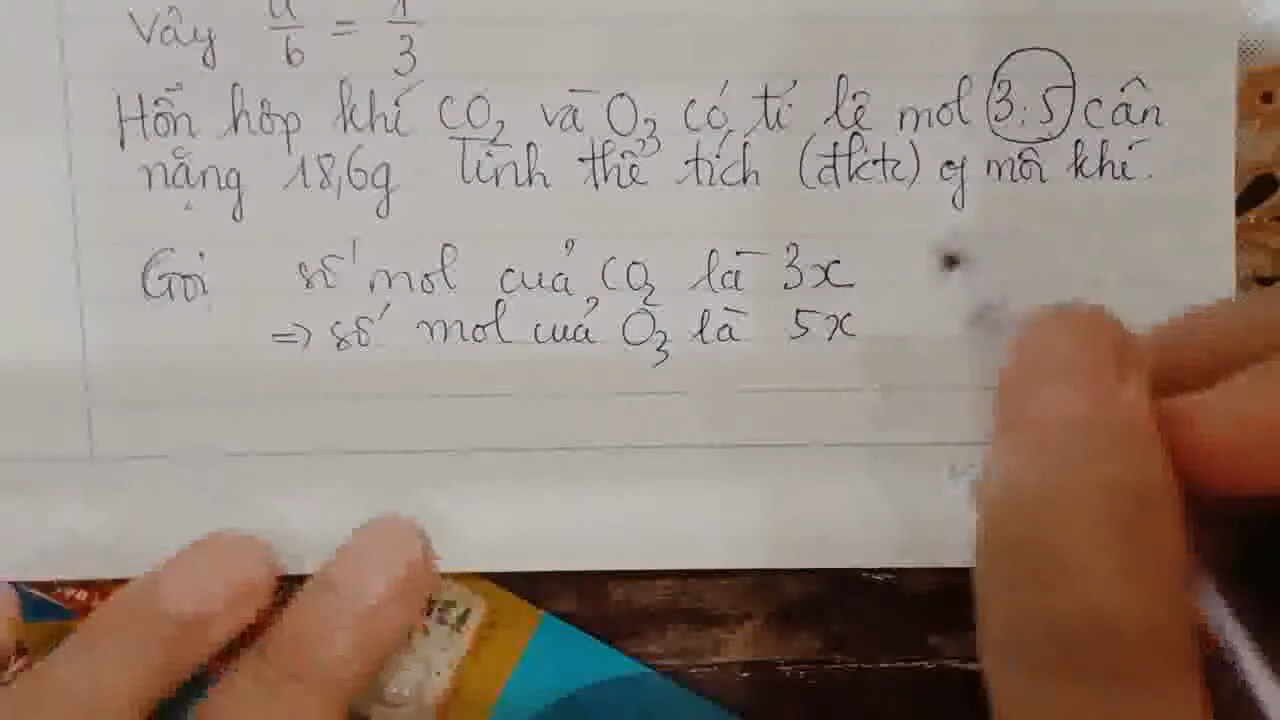 Vây a/6 = 1/3
Hỗn hợp khí CO2 và O3 có tỉ lệ mol 3:5 cân
nặng 18,6g Tính thể tích (đktc) of mỗi khí.
Gọi số mol của CO2 là 3x
=> số mol của O3 là 5x